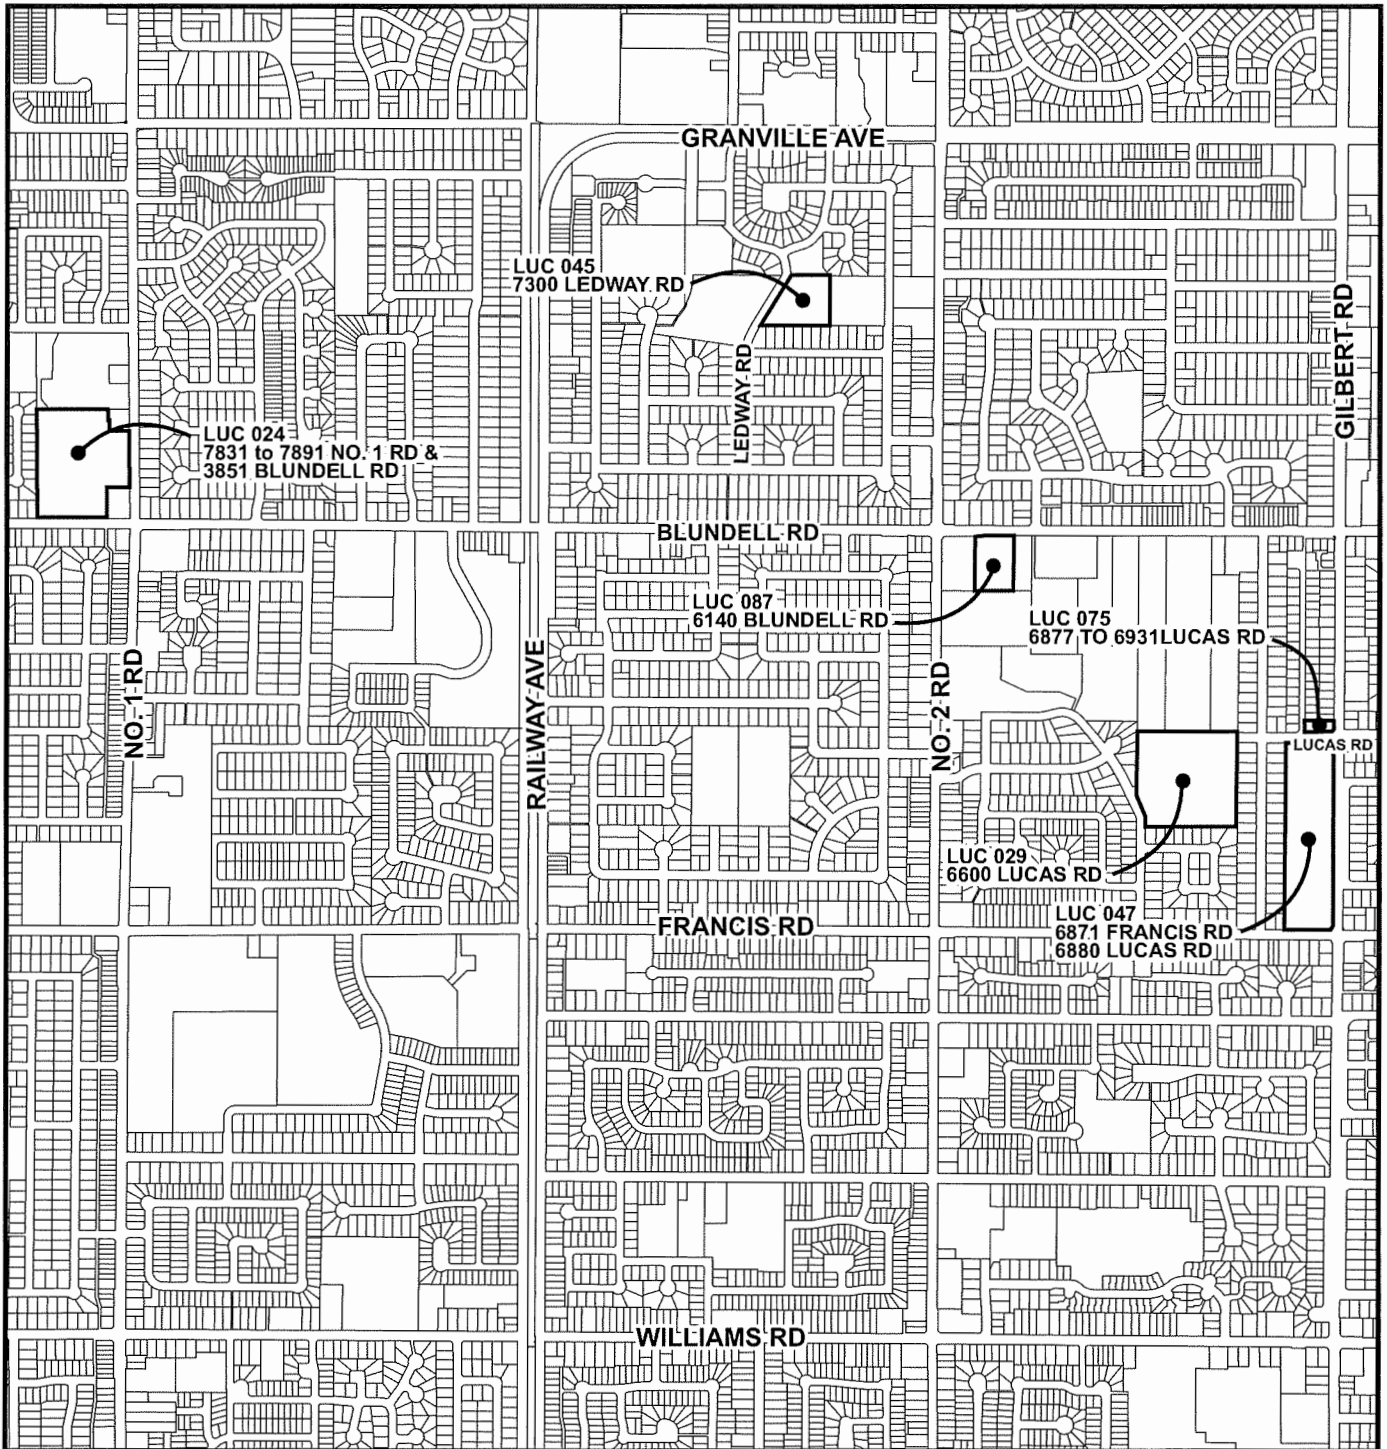 GRANVILLE AVE
LUC 045
7300 LEDWAY RD
GILBERT RD
LEDWAY RD
LUC 024
7831 to 7891 NO. 1 RD &
3851 BLUNDELL RD
BLUNDELL RD
LUC 087
6140 BLUNDELL RD
LUC 075
6877 TO 6931LUCAS RD
NO. 1 RD
RAILWAY AVE
NO. 2 RD
LUCAS RD
LUC 029
6600 LUCAS RD
LUC 047
6871 FRANCIS RD
6880 LUCAS RD
FRANCIS RD
WILLIAMS RD